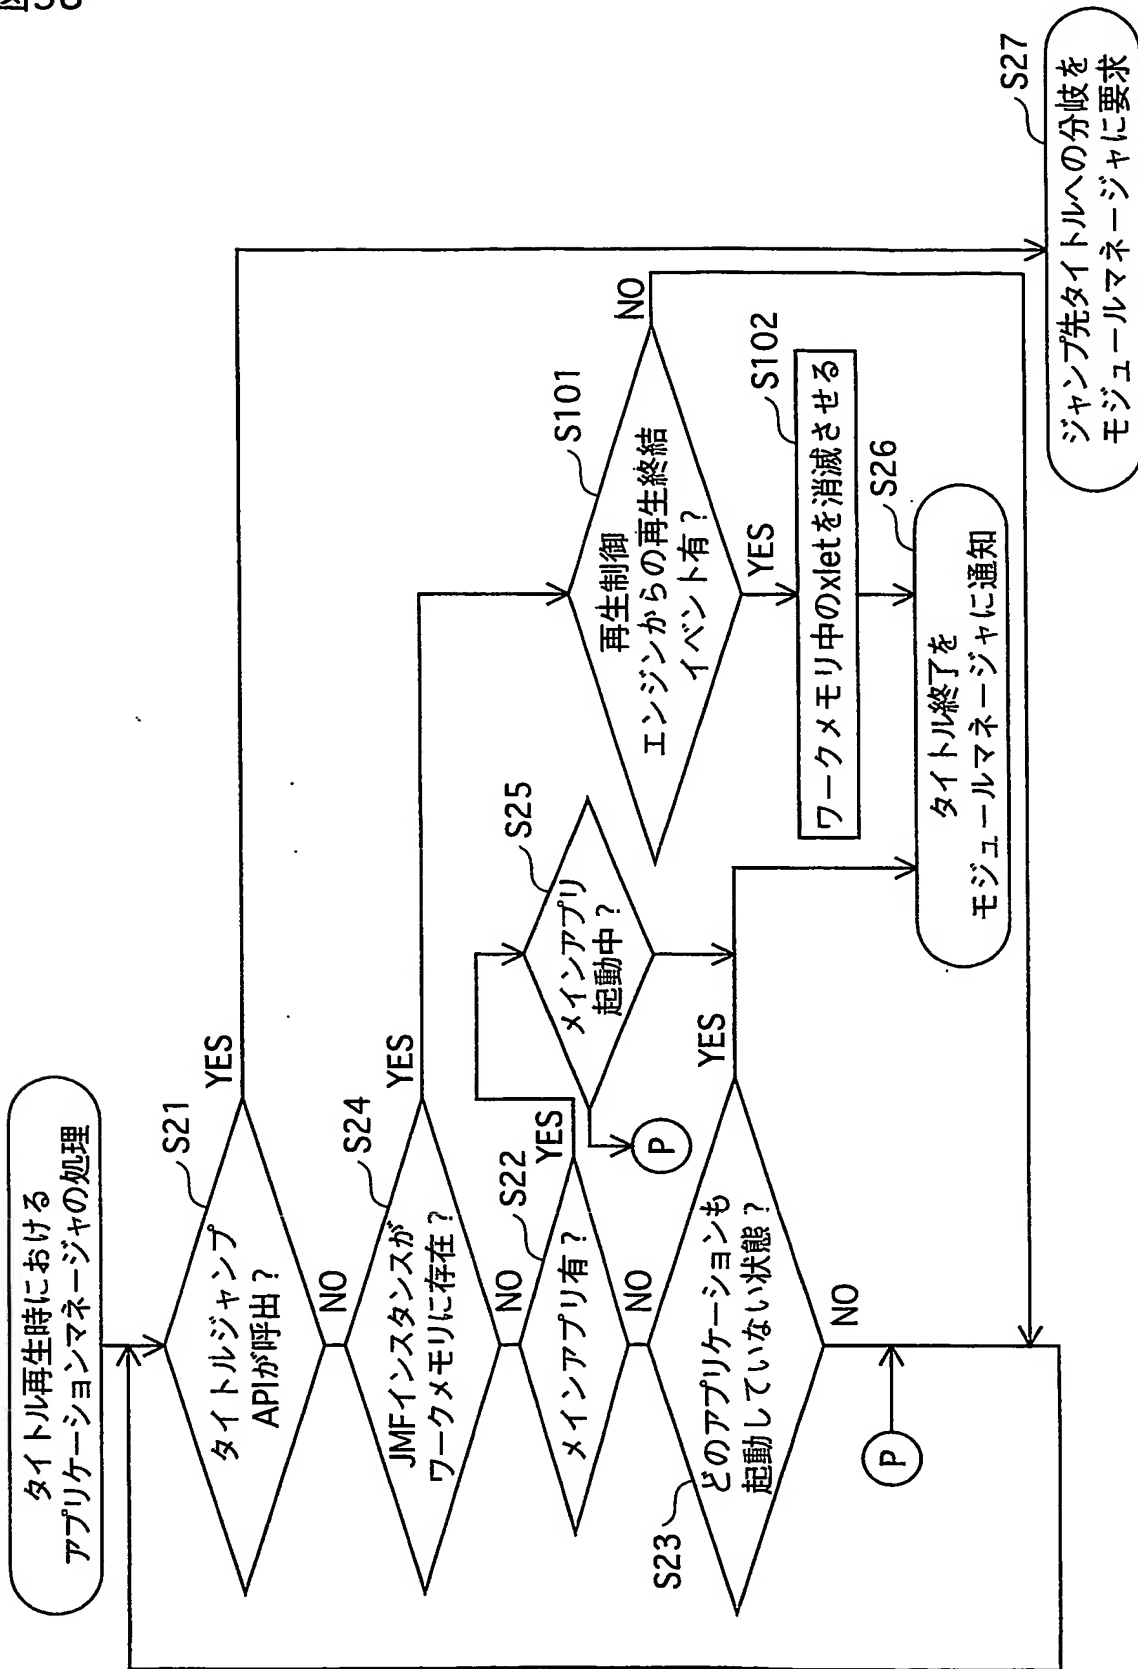 図58
タイトル再生時における
アプリケーションマネージャの処理
S21
タイトルジャンプ
APIが呼出?
YES
NO
S24
JMFインスタンスが
ワークメモリに存在?
YES
NO
S22
メインアプリ有?
YES
NO
S25
メインアプリ
起動中?
P
S23
どのアプリケーションも
起動していない状態?
YES
NO
P
S101
再生制御
エンジンからの再生終結
イベント有?
NO
YES
S102
ワークメモリ中のxletを消滅させる
S26
タイトル終了を
モジュールマネージャに通知
S27
ジャンプ先タイトルへの分岐を
モジュールマネージャに要求